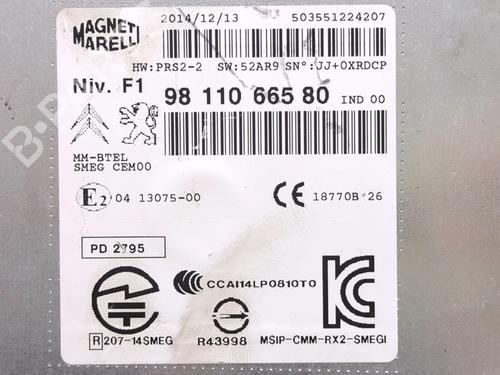 MAGNETI MARELLI
2014/12/13 503551224207
HW:PRS2-2 SW:52AR9 SN°:JJ+0XRDCP
Niv. F1
98 110 665 80 IND 00
MM-BTEL
SMEG CEM00
E2 04 13075-00
CE 18770B 26
PD 2795
CCAI14LP0810T0
R 207-14SMEG
R43998
MSIP-CMM-RX2-SMEGI